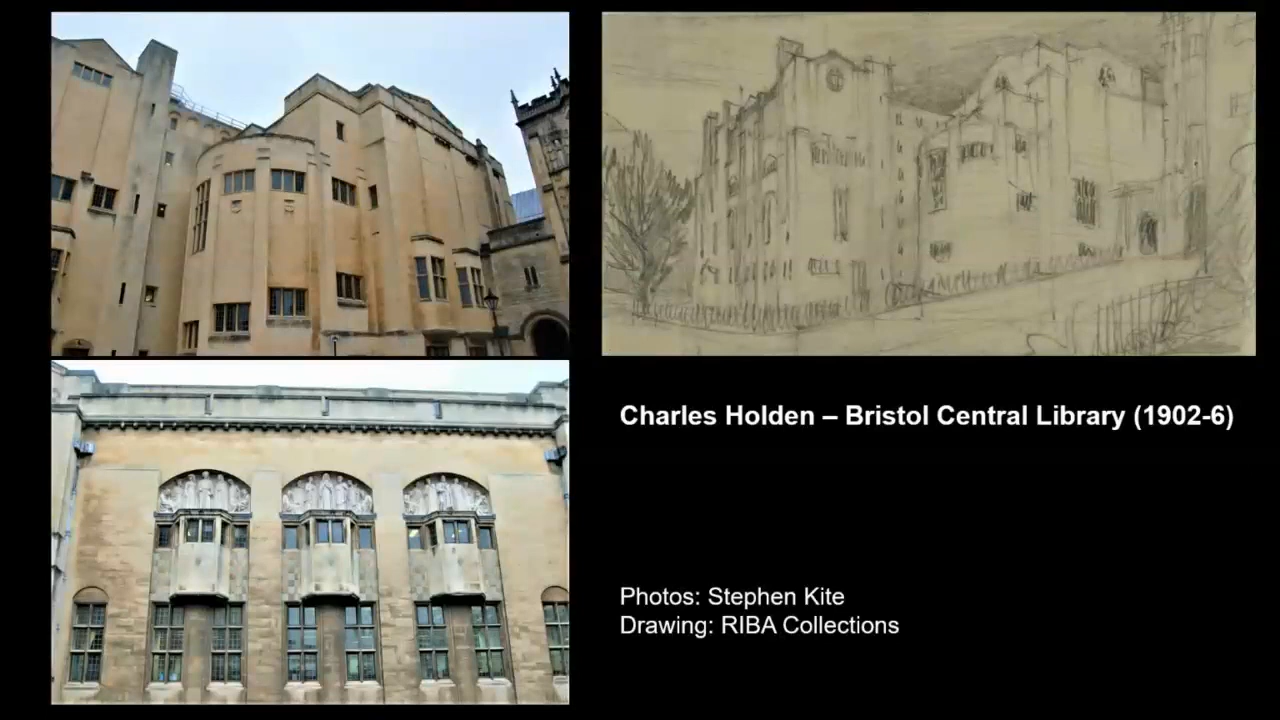 Charles Holden – Bristol Central Library (1902-6)
Photos: Stephen Kite
Drawing: RIBA Collections